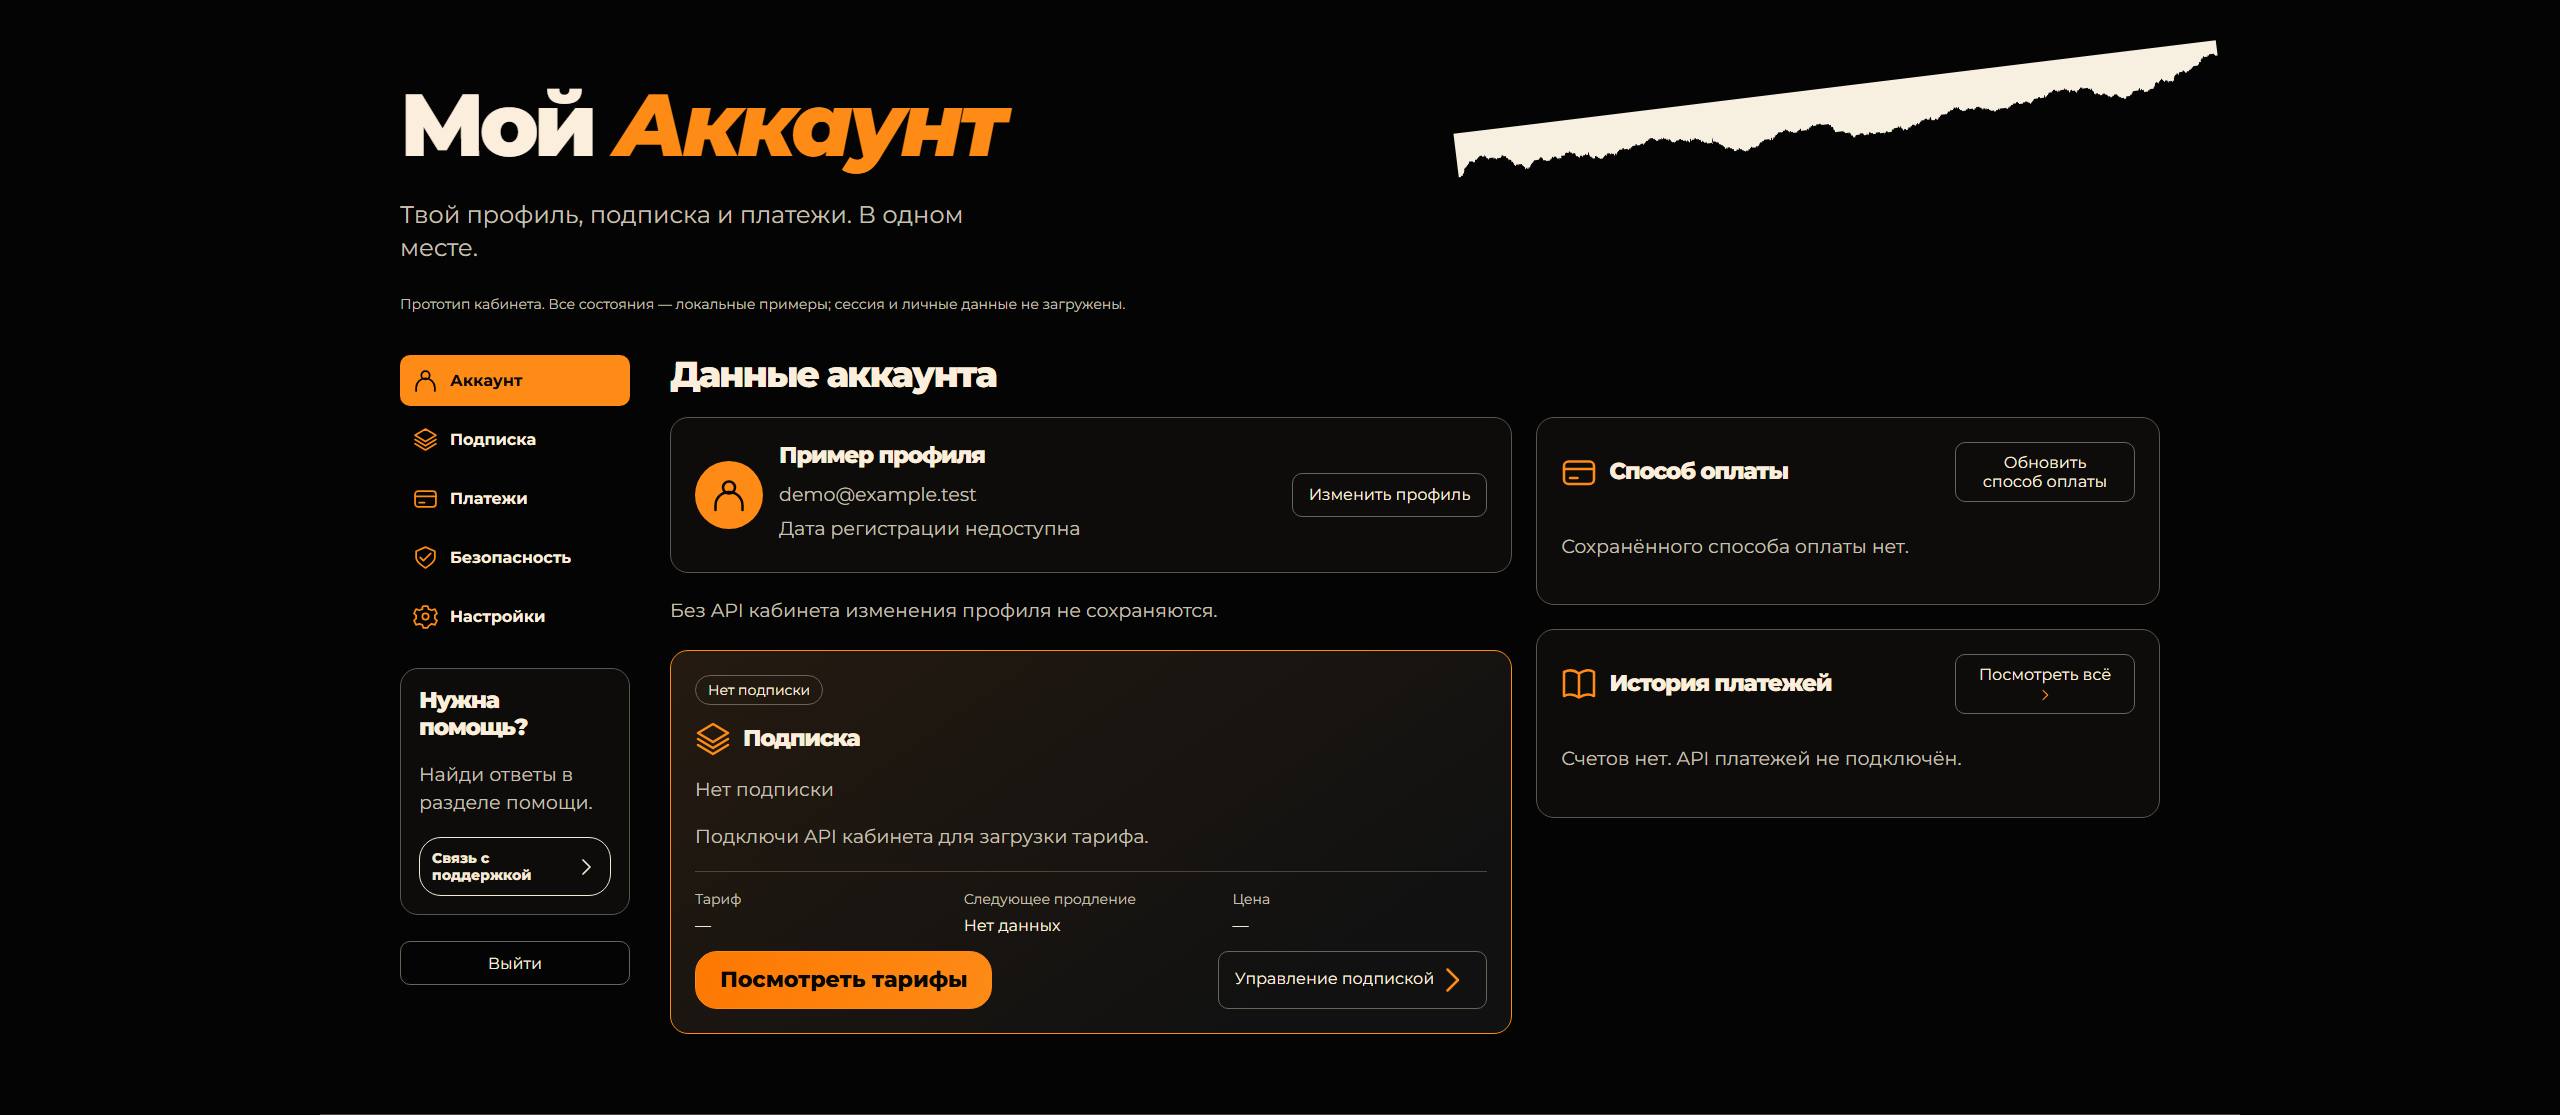 Мой Аккаунт
Твой профиль, подписка и платежи. В одном
месте.
Прототип кабинета. Все состояния — локальные примеры; сессия и личные данные не загружены.
Аккаунт
Подписка
Платежи
Безопасность
Настройки
Нужна
помощь?
Найди ответы в
разделе помощи.
Связь с
поддержкой
Выйти
Данные аккаунта
Пример профиля
demo@example.test
Дата регистрации недоступна
Изменить профиль
Без API кабинета изменения профиля не сохраняются.
Нет подписки
Подписка
Нет подписки
Подключи API кабинета для загрузки тарифа.
Тариф
—
Следующее продление
Нет данных
Цена
—
Посмотреть тарифы
Управление подпиской
Способ оплаты
Обновить
способ оплаты
Сохранённого способа оплаты нет.
История платежей
Посмотреть всё
Счетов нет. API платежей не подключён.